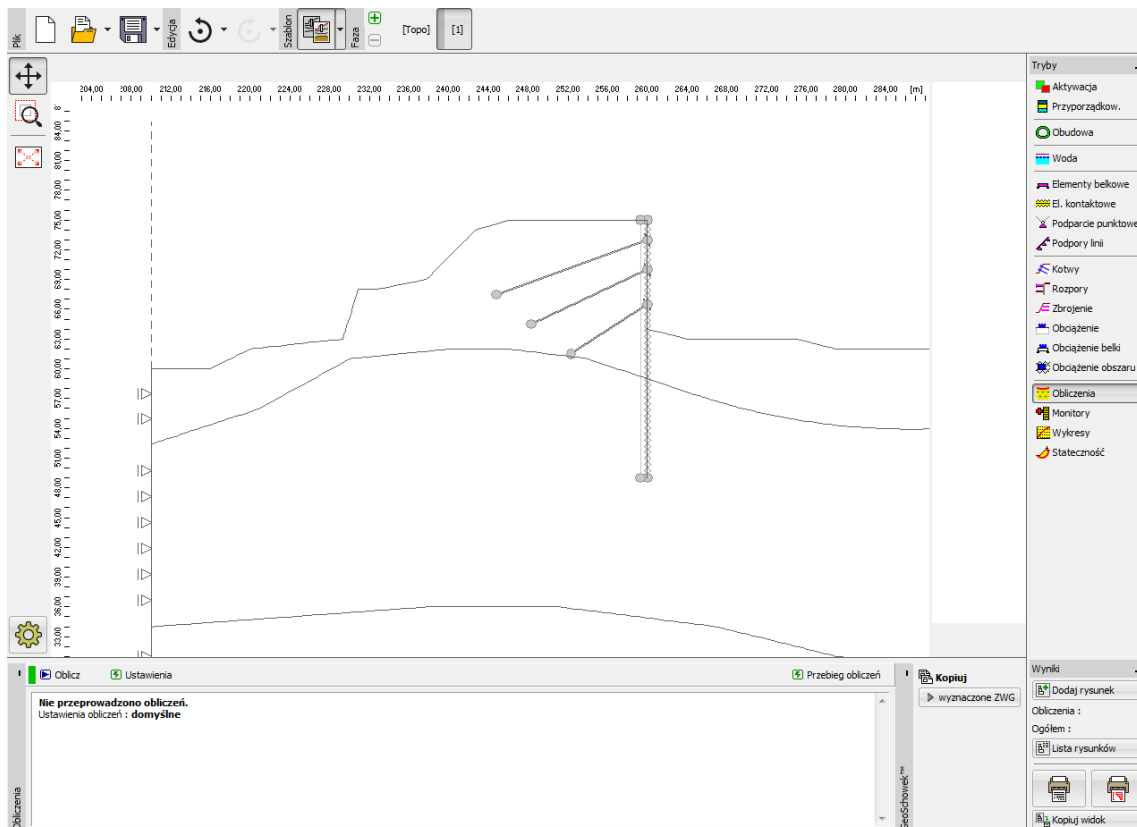 Plik
Edycja
Szablon
Faza
[Topo]
[1]
204,00 208,00 212,00 216,00 220,00 224,00 228,00 232,00 236,00 240,00 244,00 248,00 252,00 256,00 260,00 264,00 268,00 272,00 276,00 280,00 284,00 [m]
84,00
81,00
78,00
75,00
72,00
69,00
66,00
63,00
60,00
57,00
54,00
51,00
48,00
45,00
42,00
39,00
36,00
33,00
Tryby
Aktywacja
Przyporządkow.
Obudowa
Woda
Elementy belkowe
El. kontaktowe
Podparcie punktowe
Podpory linii
Kotwy
Rozpory
Zbrojenie
Obciążenie
Obciążenie belki
Obciążenie obszaru
Obliczenia
Monitory
Wykresy
Stateczność
Oblicz
Ustawienia
Przebieg obliczeń
Nie przeprowadzono obliczeń.
Ustawienia obliczeń : domyślne
Obliczenia
GeoSchowek™
Kopiuj
wyznaczone ZWG
Wyniki
Dodaj rysunek
Obliczenia :
Ogółem :
Lista rysunków
Kopiuj widok